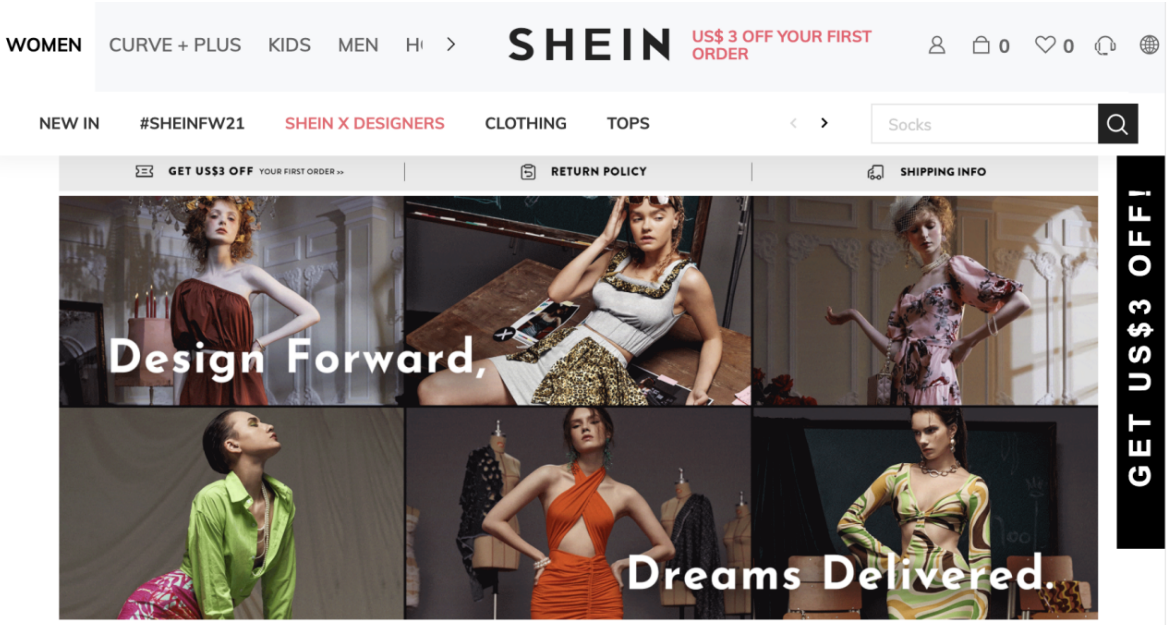 WOMEN CURVE + PLUS KIDS MEN
SHEIN
US$ 3 OFF YOUR FIRST
ORDER
0 0
NEW IN #SHEINFW21 SHEIN X DESIGNERS CLOTHING TOPS
Socks
GET US$3 OFF YOUR FIRST ORDER >> RETURN POLICY SHIPPING INFO
Design Forward,
Dreams Delivered.
GET US$3 OFF!